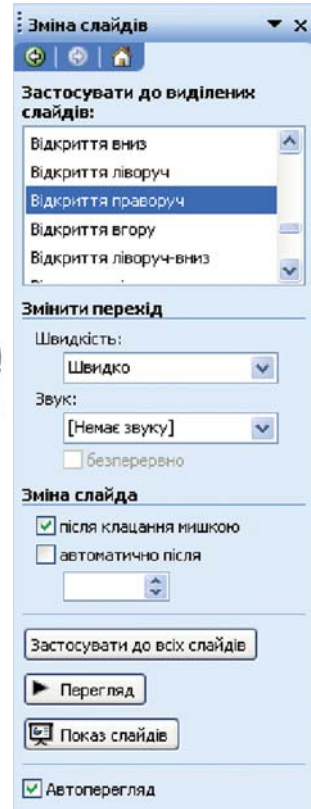 Зміна слайдів
Застосувати до виділених
слайдів:
Відкриття вниз
Відкриття ліворуч
Відкриття праворуч
Відкриття вгору
Відкриття ліворуч-вниз
Змінити перехід
Швидкість:
Швидко
Звук:
[Немає звуку]
безперервно
Зміна слайда
після клацання мишкою
автоматично після
Застосувати до всіх слайдів
Перегляд
Показ слайдів
Автоперегляд